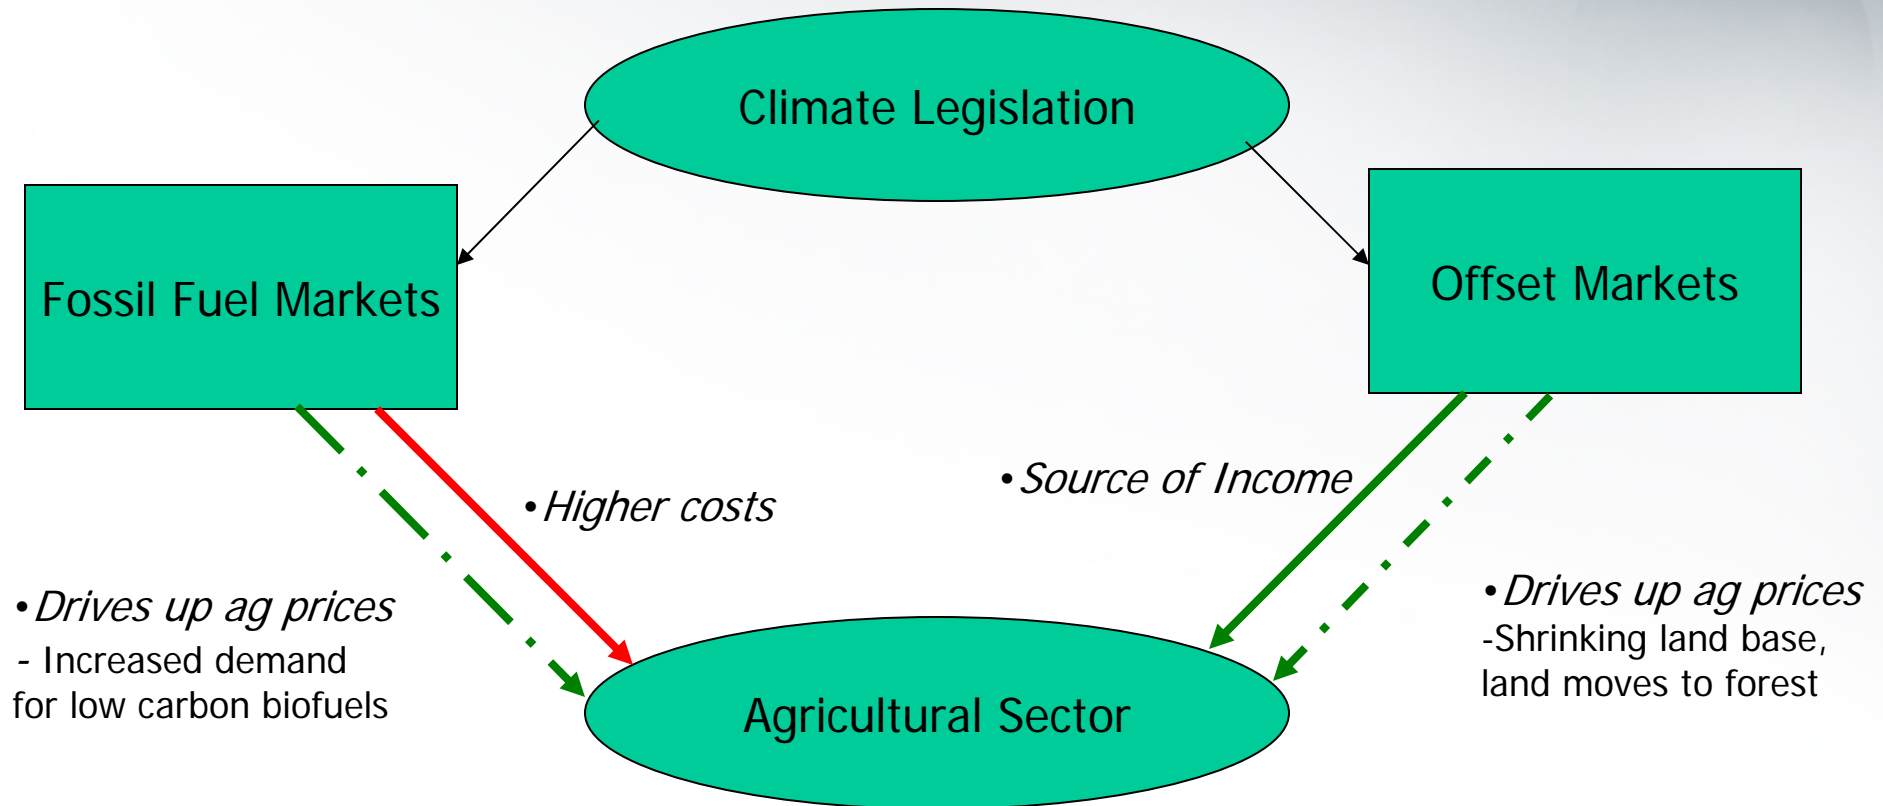 Climate Legislation
Fossil Fuel Markets
Offset Markets
•Higher costs
•Source of Income
•Drives up ag prices
- Increased demand
for low carbon biofuels
•Drives up ag prices
-Shrinking land base,
land moves to forest
Agricultural Sector